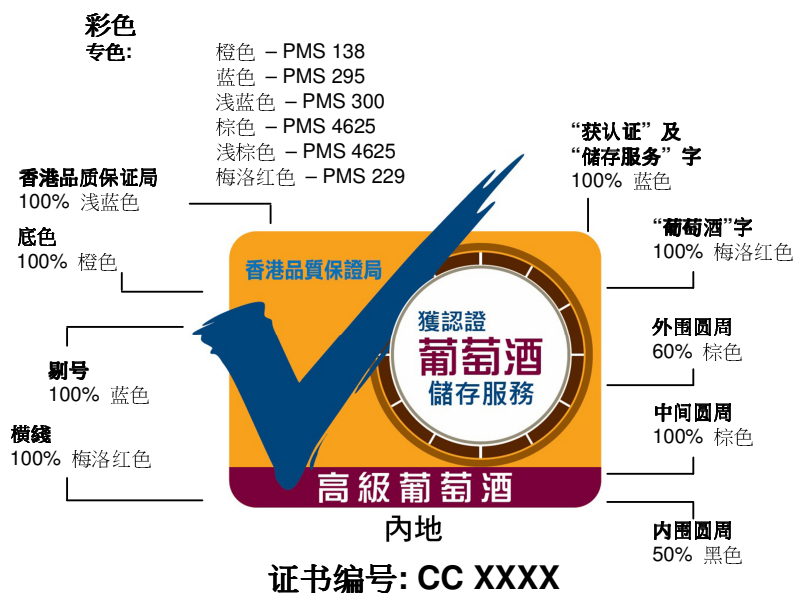 彩色
专色:
橙色 – PMS 138
蓝色 – PMS 295
浅蓝色 – PMS 300
棕色 – PMS 4625
浅棕色 – PMS 4625
梅洛红色 – PMS 229
香港品质保证局
100% 浅蓝色
底色
100% 橙色
剔号
100% 蓝色
横綫
100% 梅洛红色
“获认证”及
“储存服务”字
100% 蓝色
“葡萄酒”字
100% 梅洛红色
外围圆周
60% 棕色
中间圆周
100% 棕色
内围圆周
50% 黑色
香港品質保證局
獲認證
葡萄酒
儲存服務
高級葡萄酒
內地
证书编号: CC XXXX